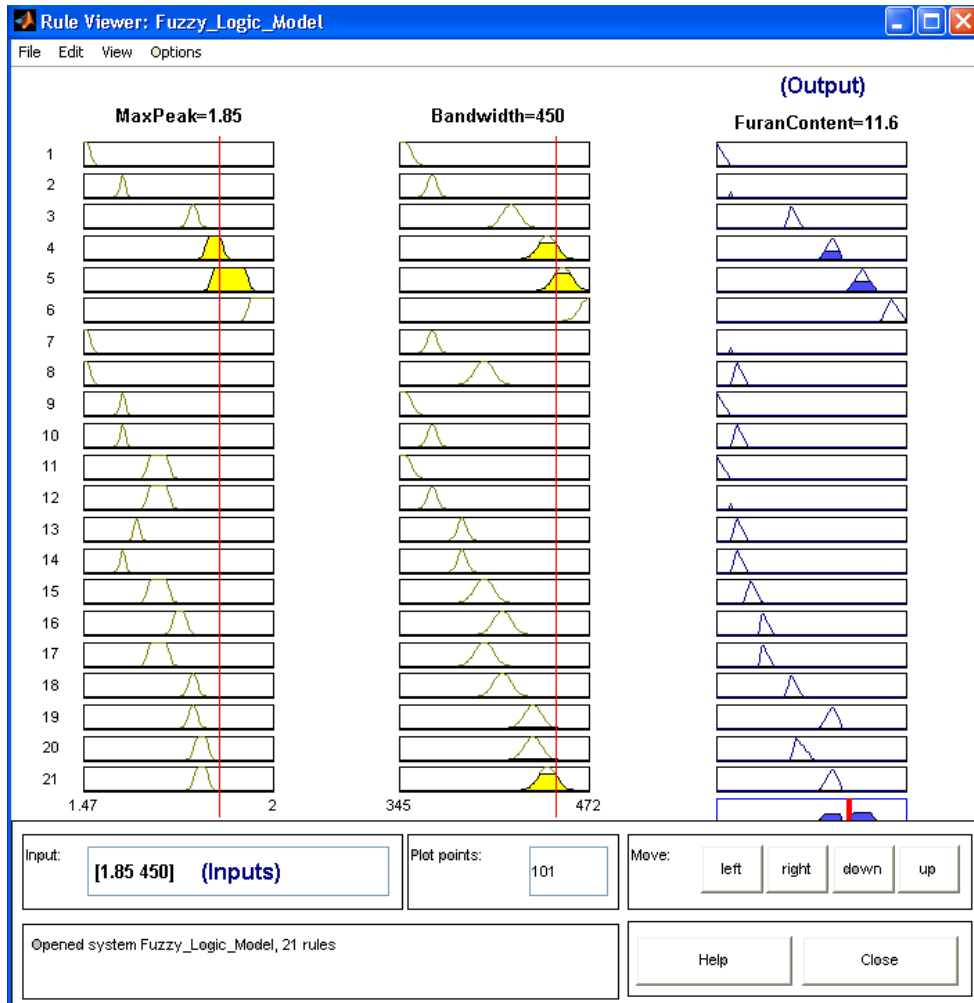 Rule Viewer: Fuzzy_Logic_Model
File Edit View Options
(Output)
MaxPeak=1.85 Bandwidth=450 FuranContent=11.6
1
2
3
4
5
6
7
8
9
10
11
12
13
14
15
16
17
18
19
20
21
1.47 2 345 472
Input: [1.85 450] (Inputs) Plot points: 101 Move: left right down up
Opened system Fuzzy_Logic_Model, 21 rules
Help Close